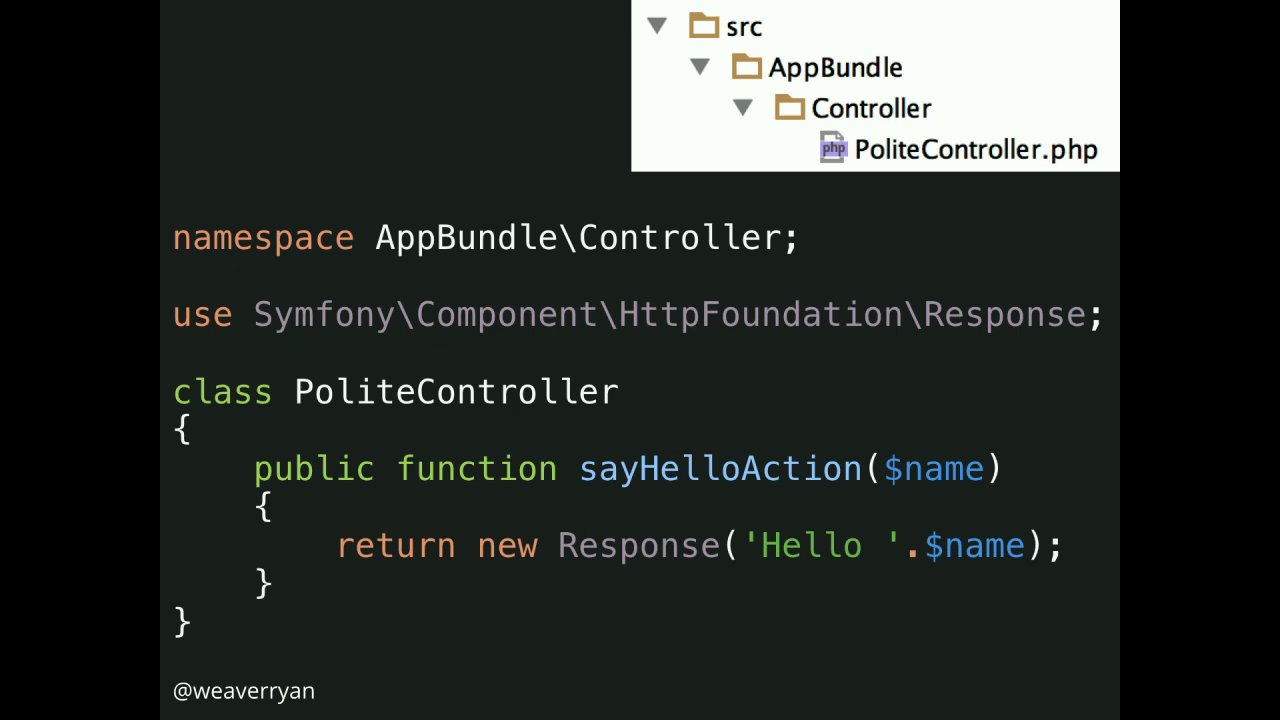 src
AppBundle
Controller
php PoliteController.php
namespace AppBundle\Controller;
use Symfony\Component\HttpFoundation\Response;
class PoliteController
{
    public function sayHelloAction($name)
    {
        return new Response('Hello '.$name);
    }
}
@weaverryan